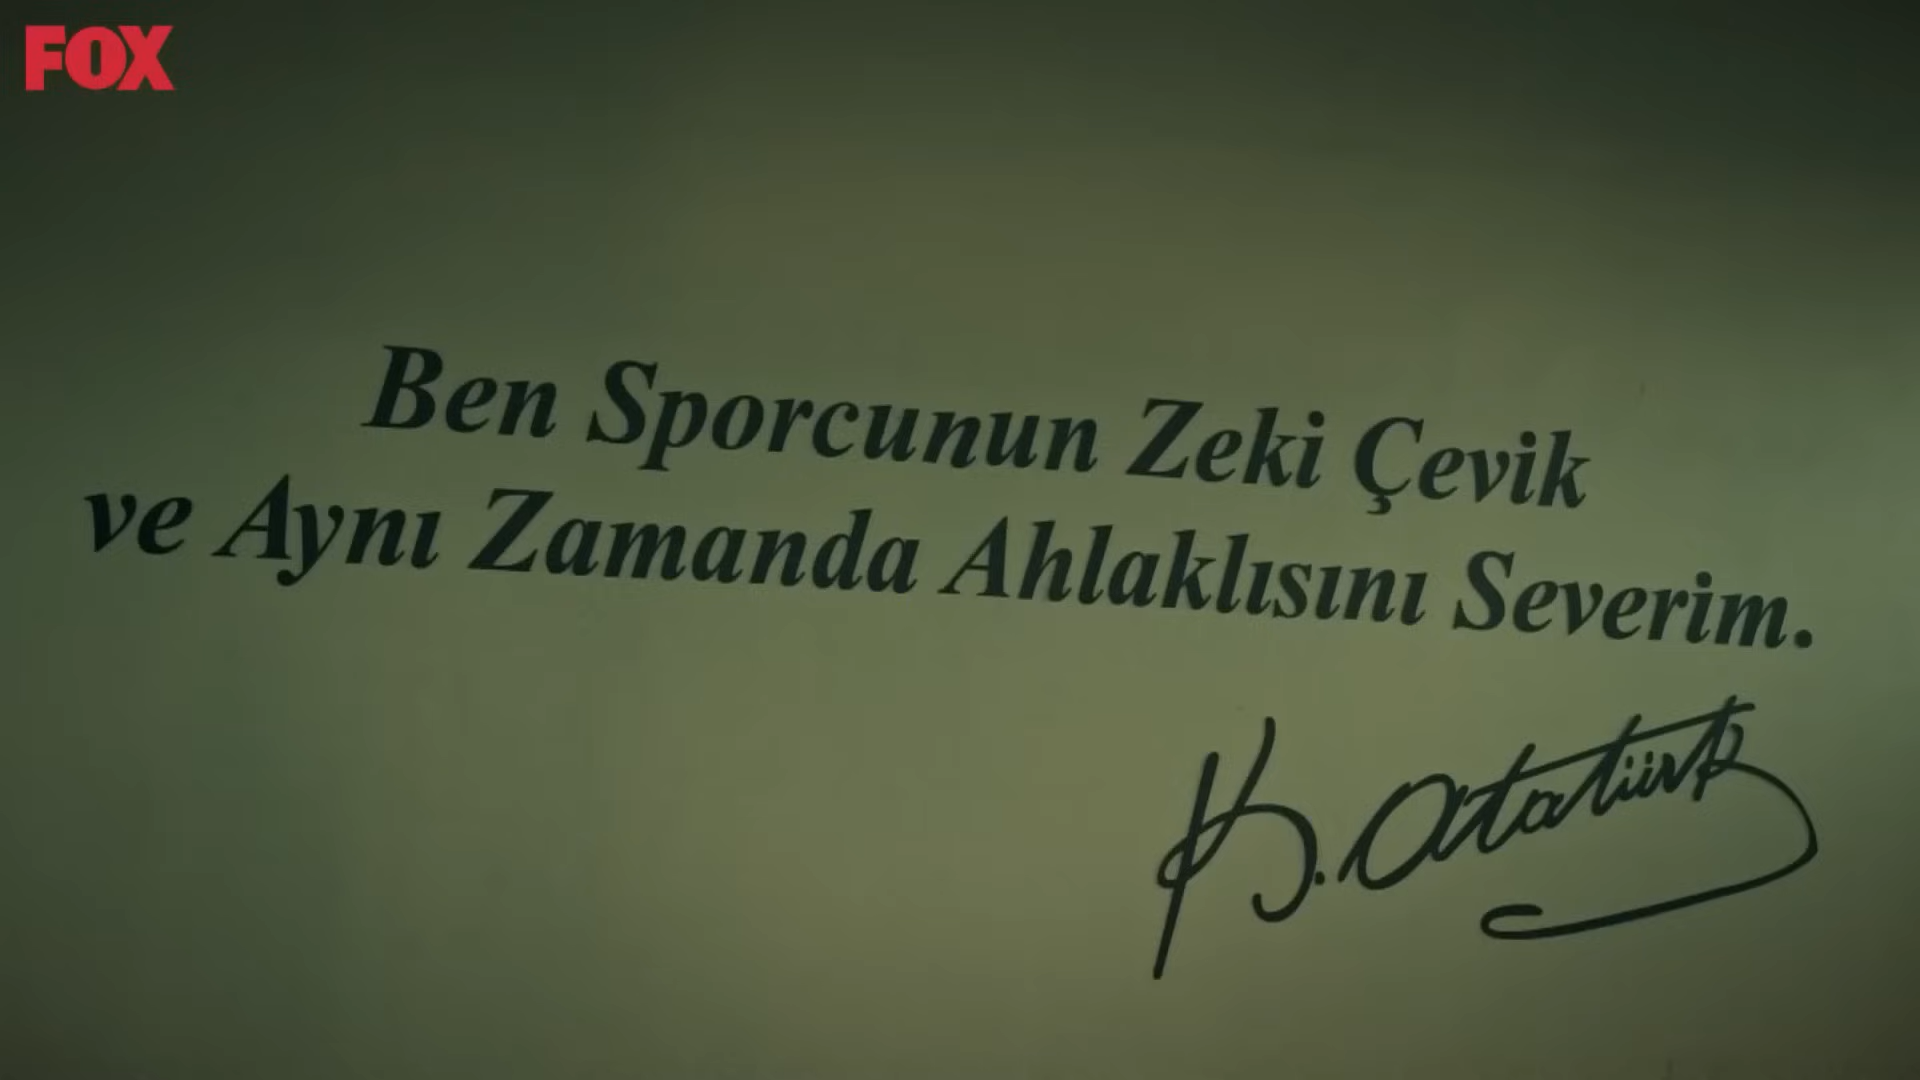 FOX
Ben Sporcunun Zeki Çevik
ve Aynı Zamanda Ahlaklısını Severim.
K. Atatürk